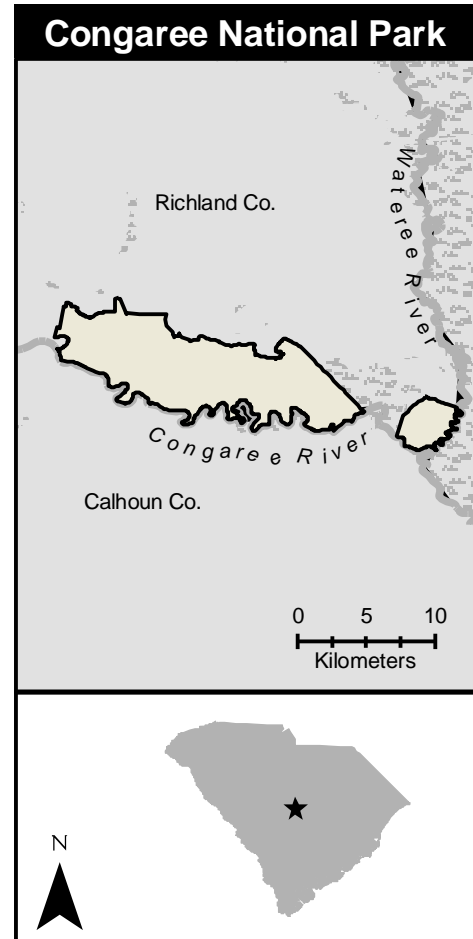 Congaree National Park
Wateree River
Richland Co.
Congaree River
Calhoun Co.
0 5 10
Kilometers
N